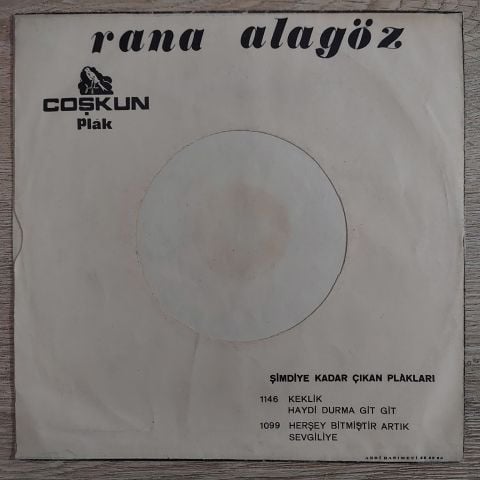 rana alagöz
COŞKUN
Plak
ŞİMDİYE KADAR ÇIKAN PLÂKLARI
1146 KEKLİK
HAYDİ DURMA GİT GİT
1099 HERŞEY BİTMİŞTİR ARTIK
SEVGİLİYE